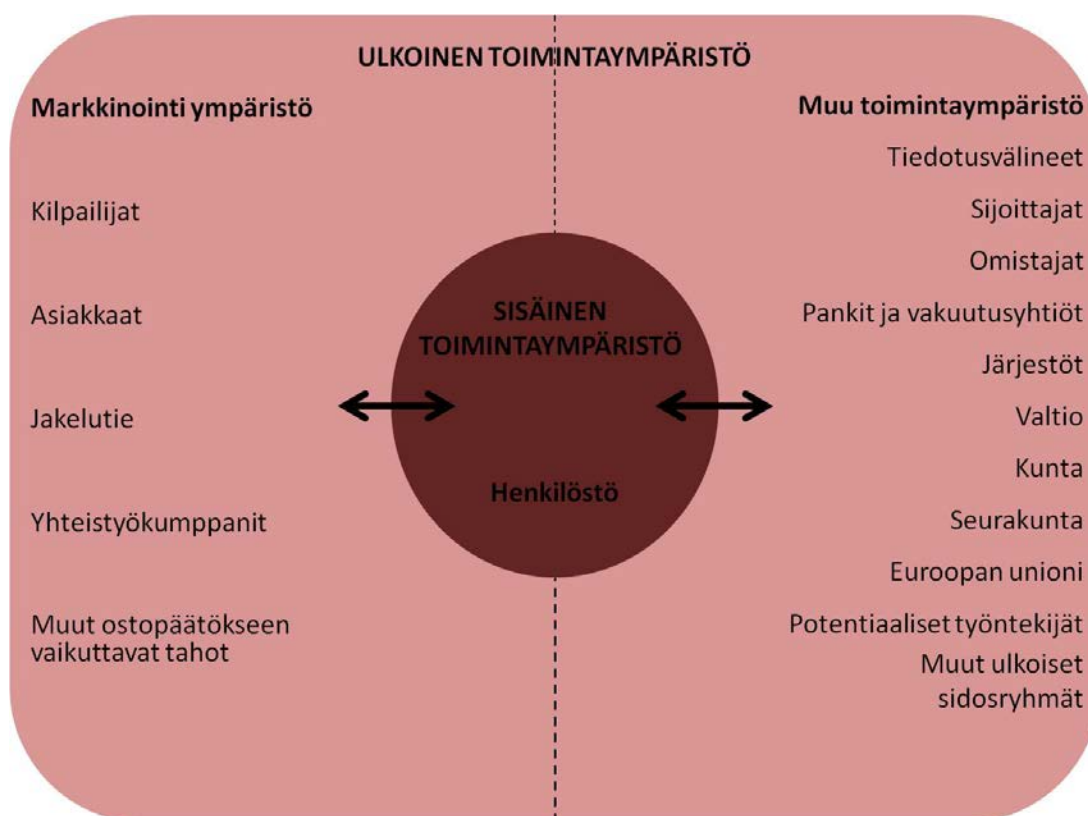 ULKOINEN TOIMINTAYMPÄRISTÖ
Markkinointi ympäristö
Kilpailijat
Asiakkaat
Jakelutie
Yhteistyökumppanit
Muut ostopäätökseen
vaikuttavat tahot
SISÄINEN
TOIMINTAYMPÄRISTÖ
Henkilöstö
Muu toimintaympäristö
Tiedotusvälineet
Sijoittajat
Omistajat
Pankit ja vakuutusyhtiöt
Järjestöt
Valtio
Kunta
Seurakunta
Euroopan unioni
Potentiaaliset työntekijät
Muut ulkoiset
sidosryhmät